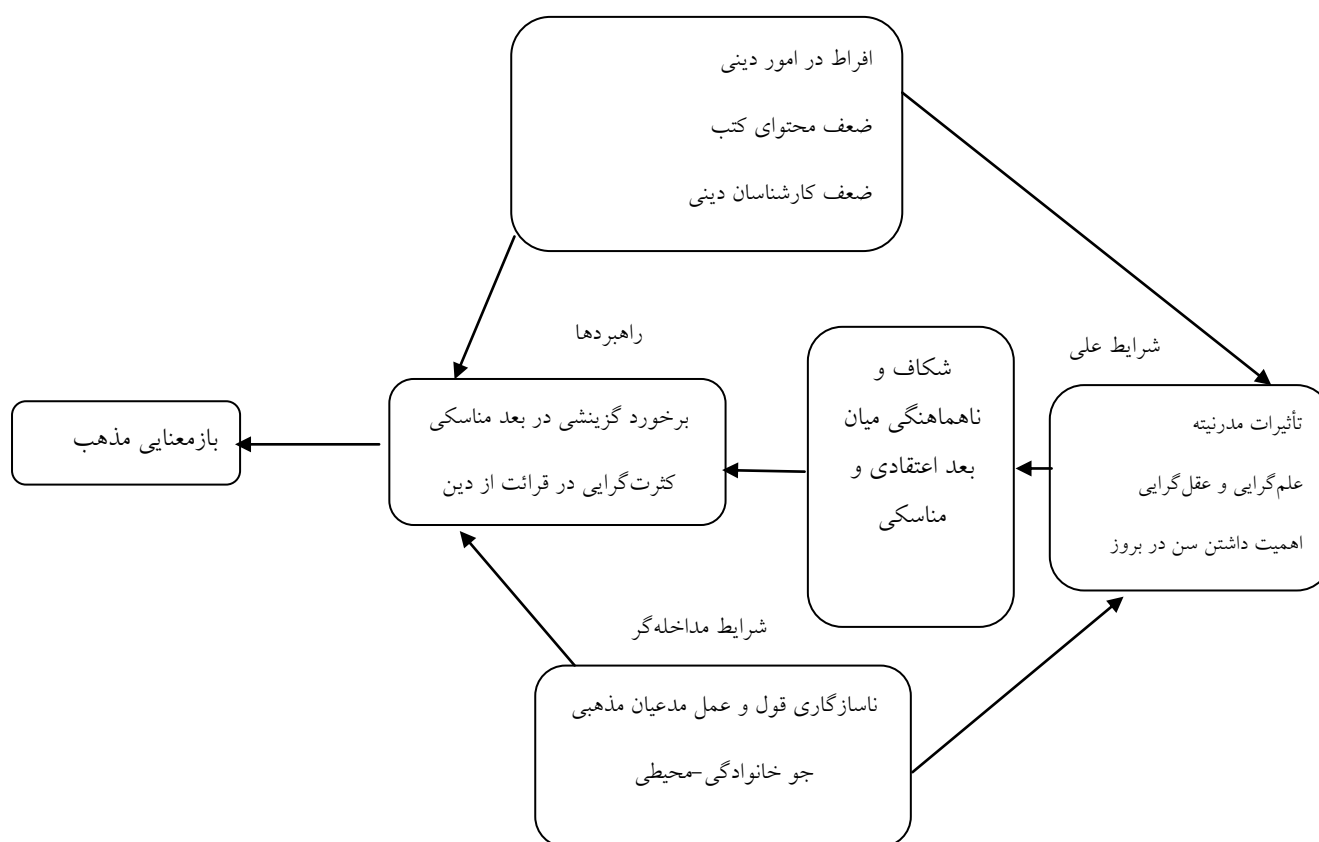 افراط در امور دینی
ضعف محتوای کتب
ضعف کارشناسان دینی
شرایط علی
تأثیرات مدرنیته
علم‌گرایی و عقل‌گرایی
اهمیت داشتن سن در بروز
شکاف و
ناهماهنگی میان
بعد اعتقادی و
مناسکی
راهبردها
برخورد گزینشی در بعد مناسکی
کثرت‌گرایی در قرائت از دین
بازمعنایی مذهب
شرایط مداخله‌گر
ناسازگاری قول و عمل مدعیان مذهبی
جو خانوادگی-محیطی